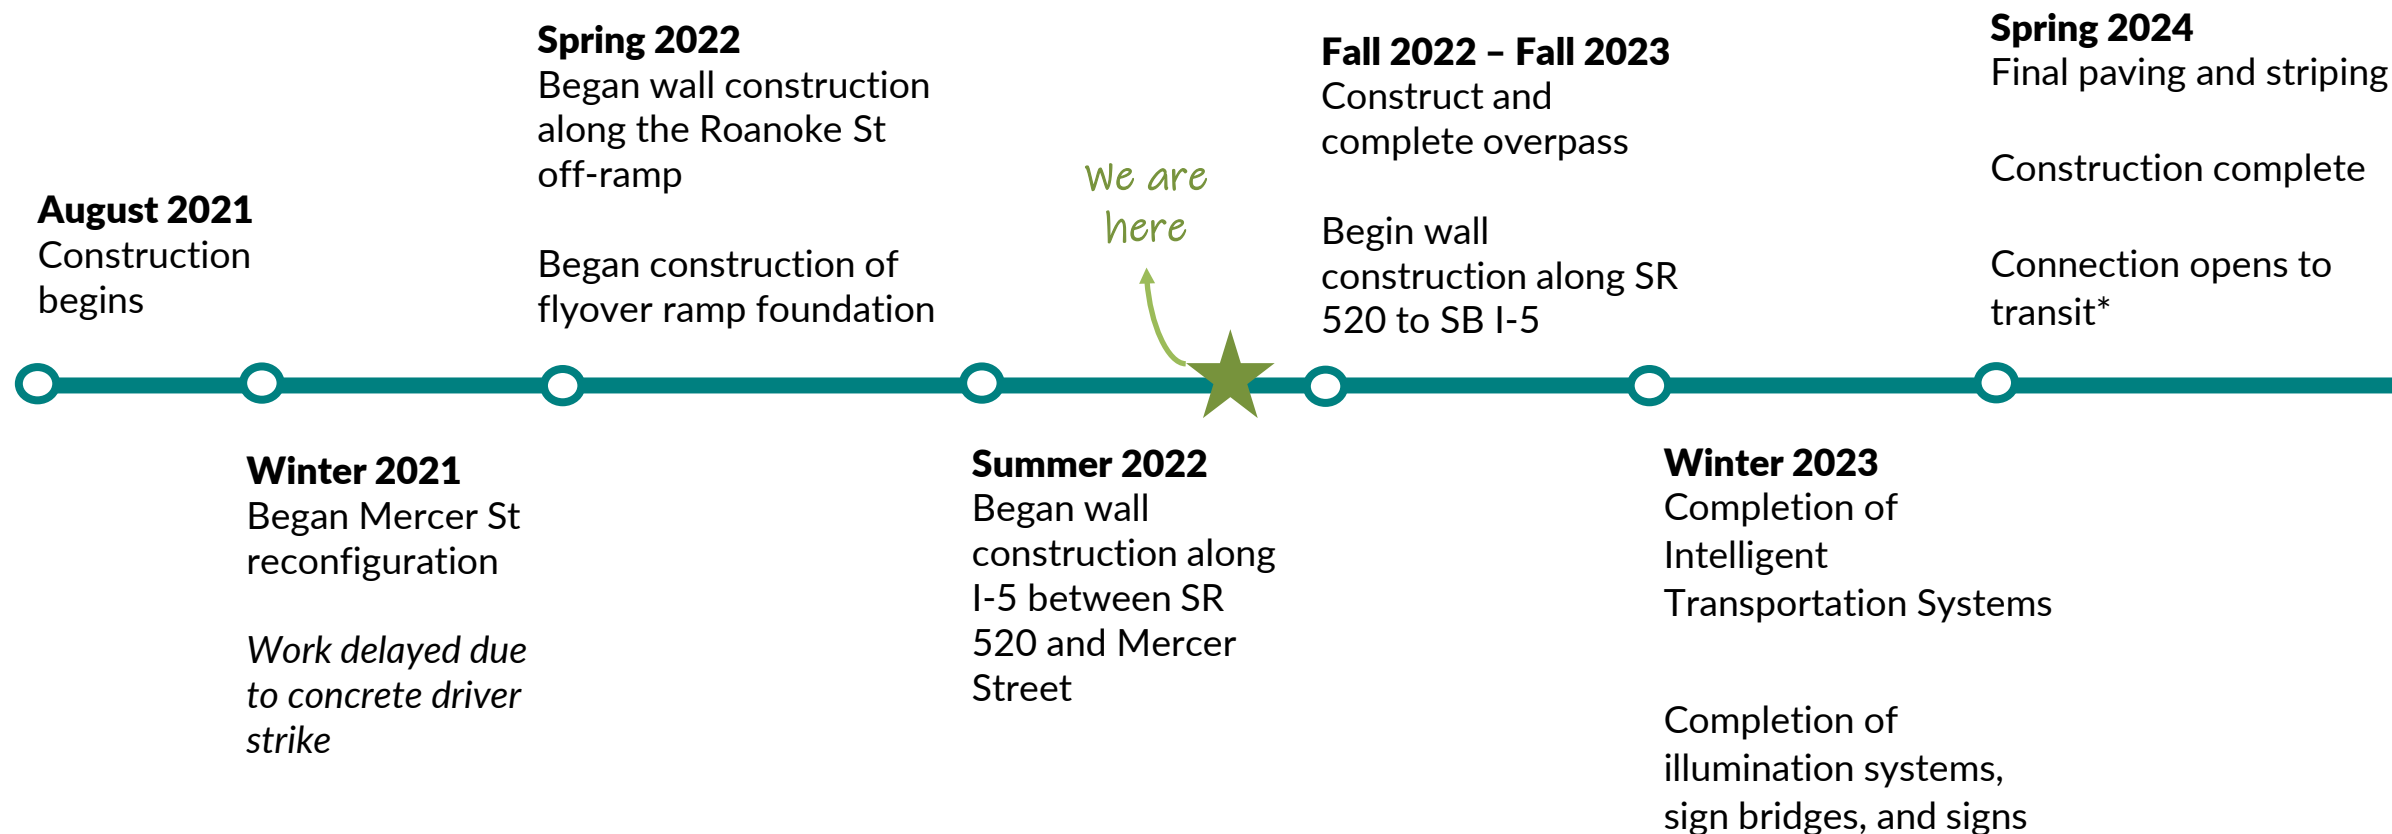 August 2021
Construction
begins
Winter 2021
Began Mercer St
reconfiguration
Work delayed due
to concrete driver
strike
Spring 2022
Began wall construction
along the Roanoke St
off-ramp
Began construction of
flyover ramp foundation
Summer 2022
Began wall
construction along
I-5 between SR
520 and Mercer
Street
We are
here
Fall 2022 – Fall 2023
Construct and
complete overpass
Begin wall
construction along SR
520 to SB I-5
Winter 2023
Completion of
Intelligent
Transportation Systems
Completion of
illumination systems,
sign bridges, and signs
Spring 2024
Final paving and striping
Construction complete
Connection opens to
transit*